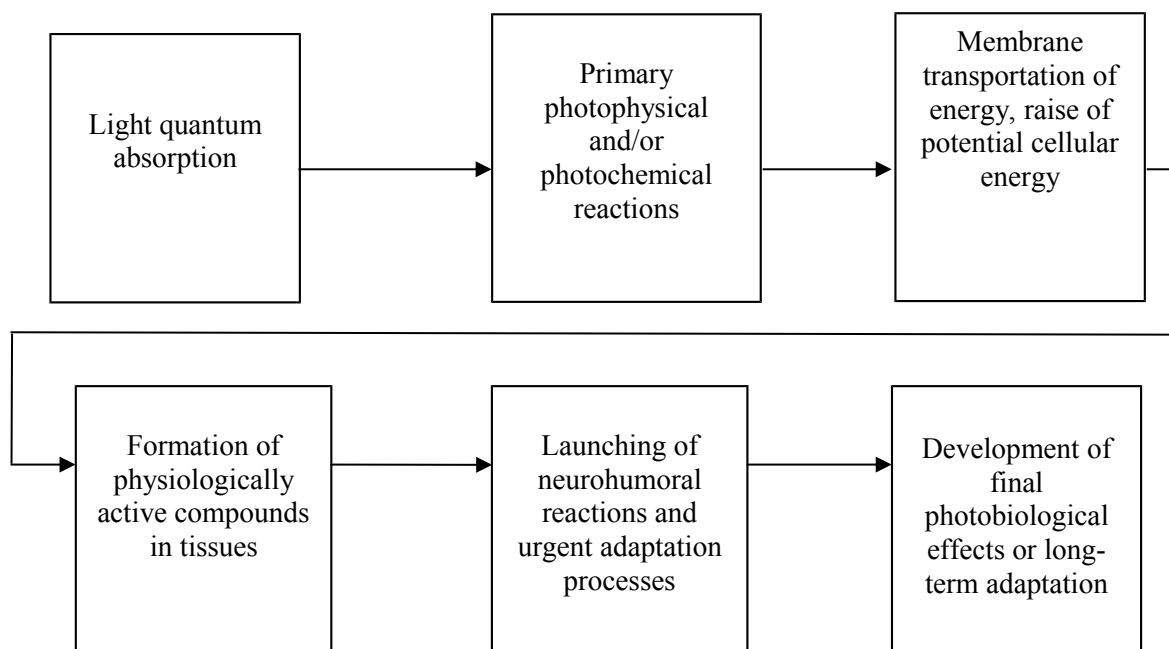 Light quantum
absorption
Primary
photophysical
and/or
photochemical
reactions
Membrane
transportation of
energy, raise of
potential cellular
energy
Formation of
physiologically
active compounds
in tissues
Launching of
neurohumoral
reactions and
urgent adaptation
processes
Development of
final
photobiological
effects or long-
term adaptation